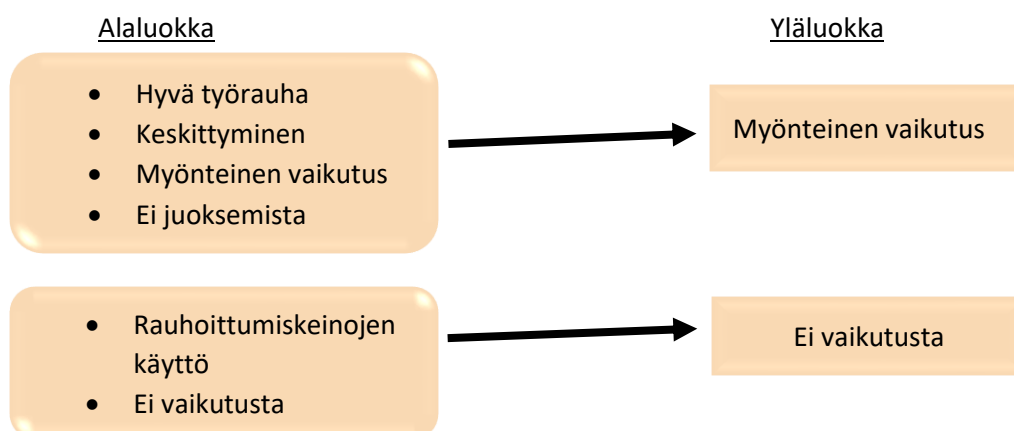 Alaluokka
Yläluokka
• Hyvä työrauha
• Keskittyminen
• Myönteinen vaikutus
• Ei juoksemista
Myönteinen vaikutus
• Rauhoittumiskeinojen
käyttö
• Ei vaikutusta
Ei vaikutusta